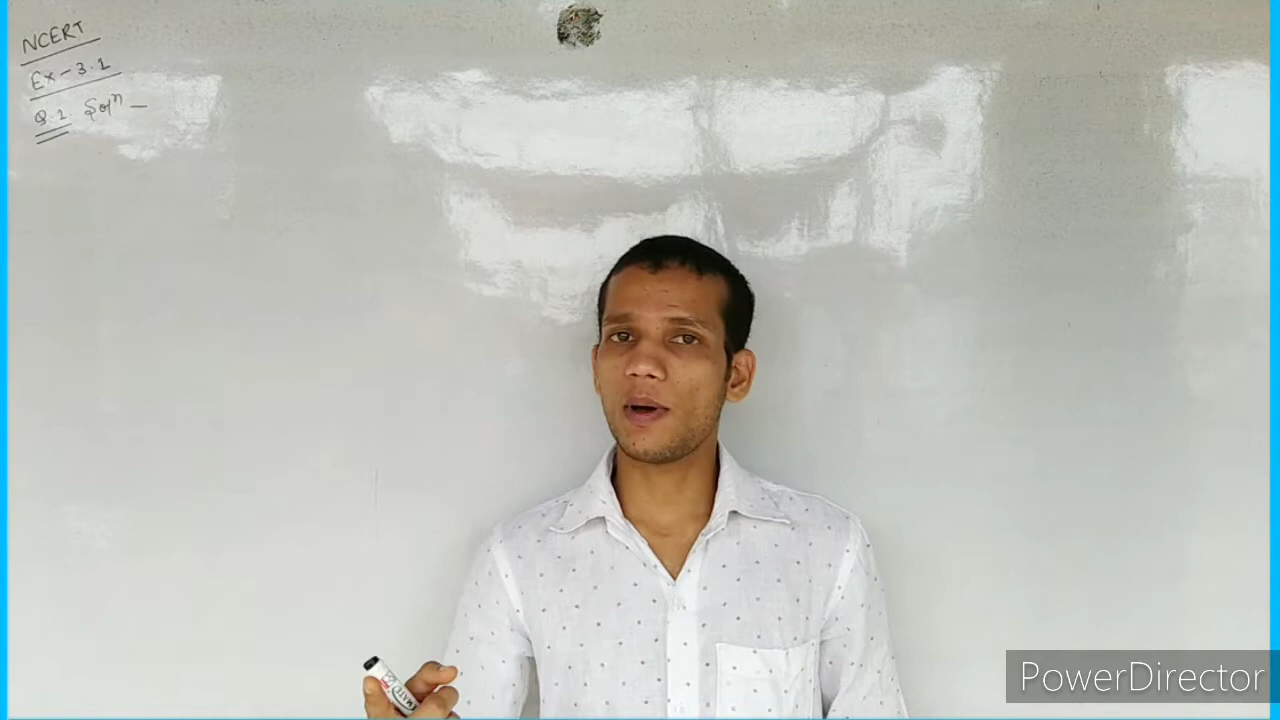 NCERT
Ex-3.1
Q.1. Solⁿ —
PowerDirector